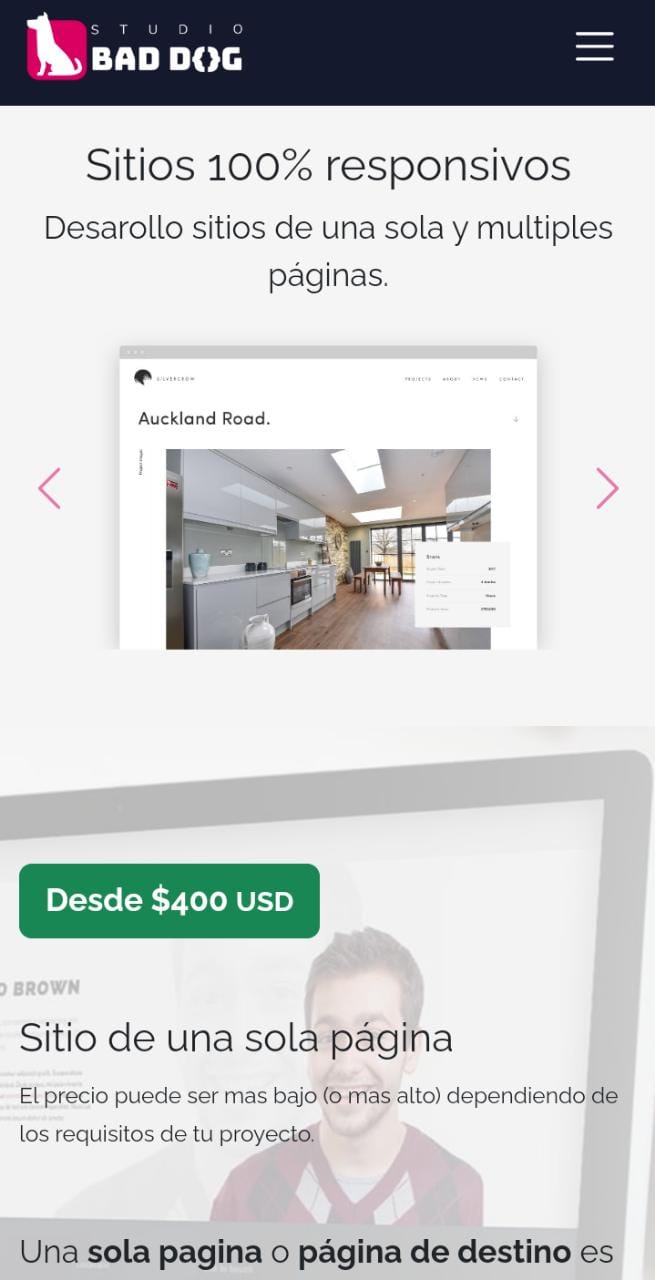 STUDIO
BAD DOG
Sitios 100% responsivos
Desarollo sitios de una sola y multiples
páginas.
SILVERCROW
PROJECTS ABOUT NEWS CONTACT
Auckland Road.
Desde $400 USD
O BROWN
Sitio de una sola página
El precio puede ser mas bajo (o mas alto) dependiendo de
los requisitos de tu proyecto.
Una sola pagina o página de destino es